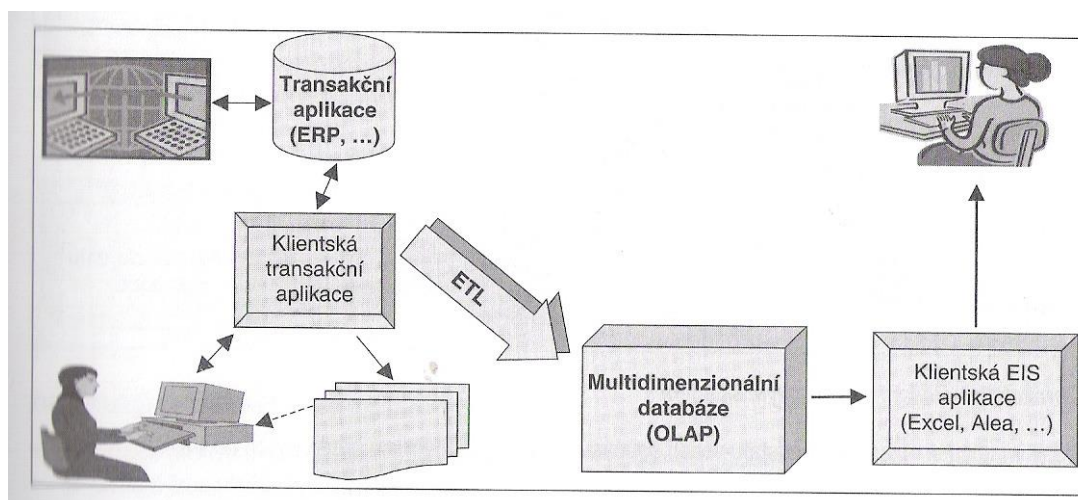 Transakční
aplikace
(ERP, ...)
Klientská
transakční
aplikace
ETL
Multidimenzionální
databáze
(OLAP)
Klientská EIS
aplikace
(Excel, Alea, ...)